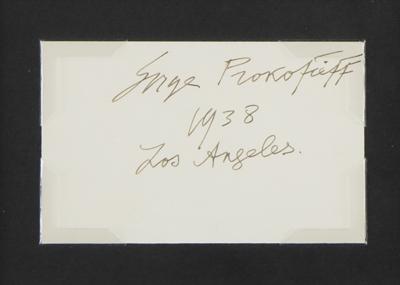 Serge Prokofieff
1938
Los Angeles.